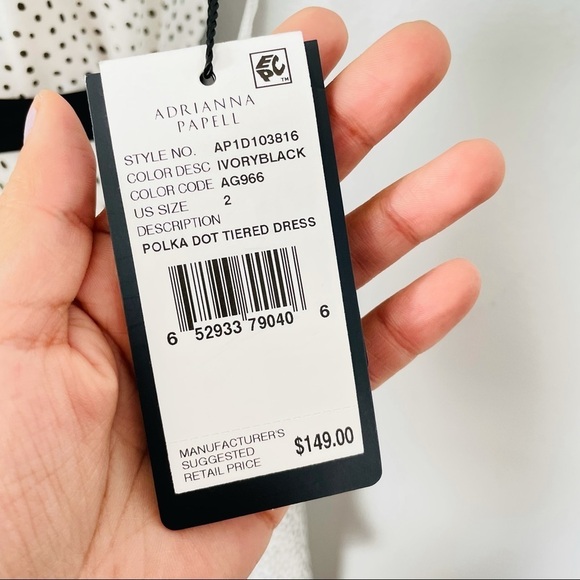 EPC
TM
ADRIANNA
PAPELL
STYLE NO. AP1D103816
COLOR DESC IVORYBLACK
COLOR CODE AG966
US SIZE 2
DESCRIPTION
POLKA DOT TIERED DRESS
6 52933 79040 6
MANUFACTURER'S
SUGGESTED
RETAIL PRICE $149.00